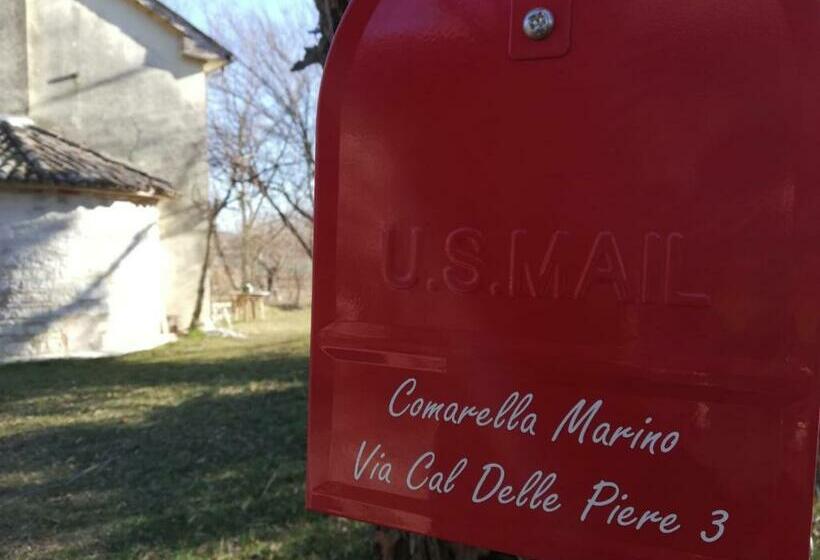 U.S.MAIL
Comarella Marino
Via Cal Delle Piere 3